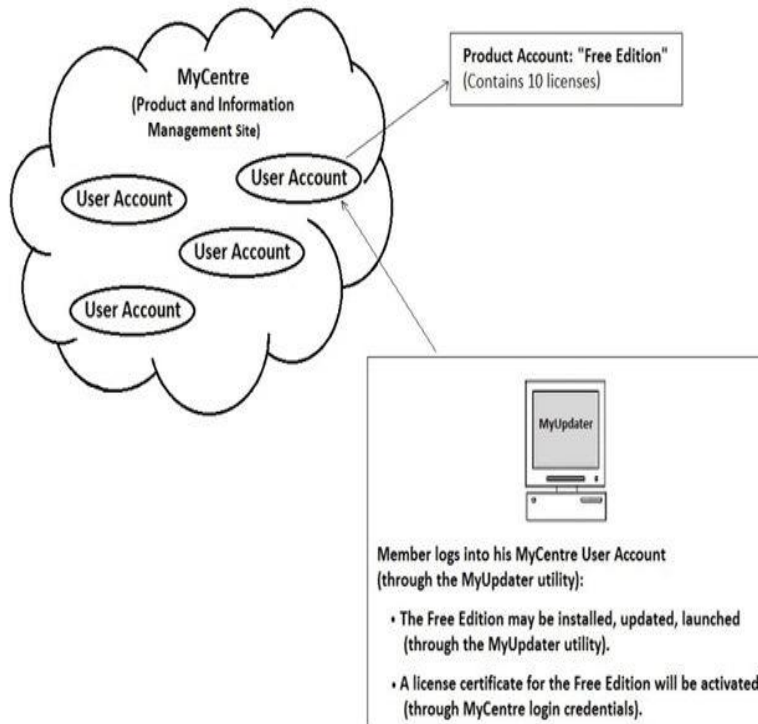 MyCentre
(Product and Information
Management Site)
User Account
User Account
User Account
User Account
Product Account: "Free Edition"
(Contains 10 licenses)
MyUpdater
Member logs into his MyCentre User Account
(through the MyUpdater utility):
• The Free Edition may be installed, updated, launched
(through the MyUpdater utility).
• A license certificate for the Free Edition will be activated
(through MyCentre login credentials).